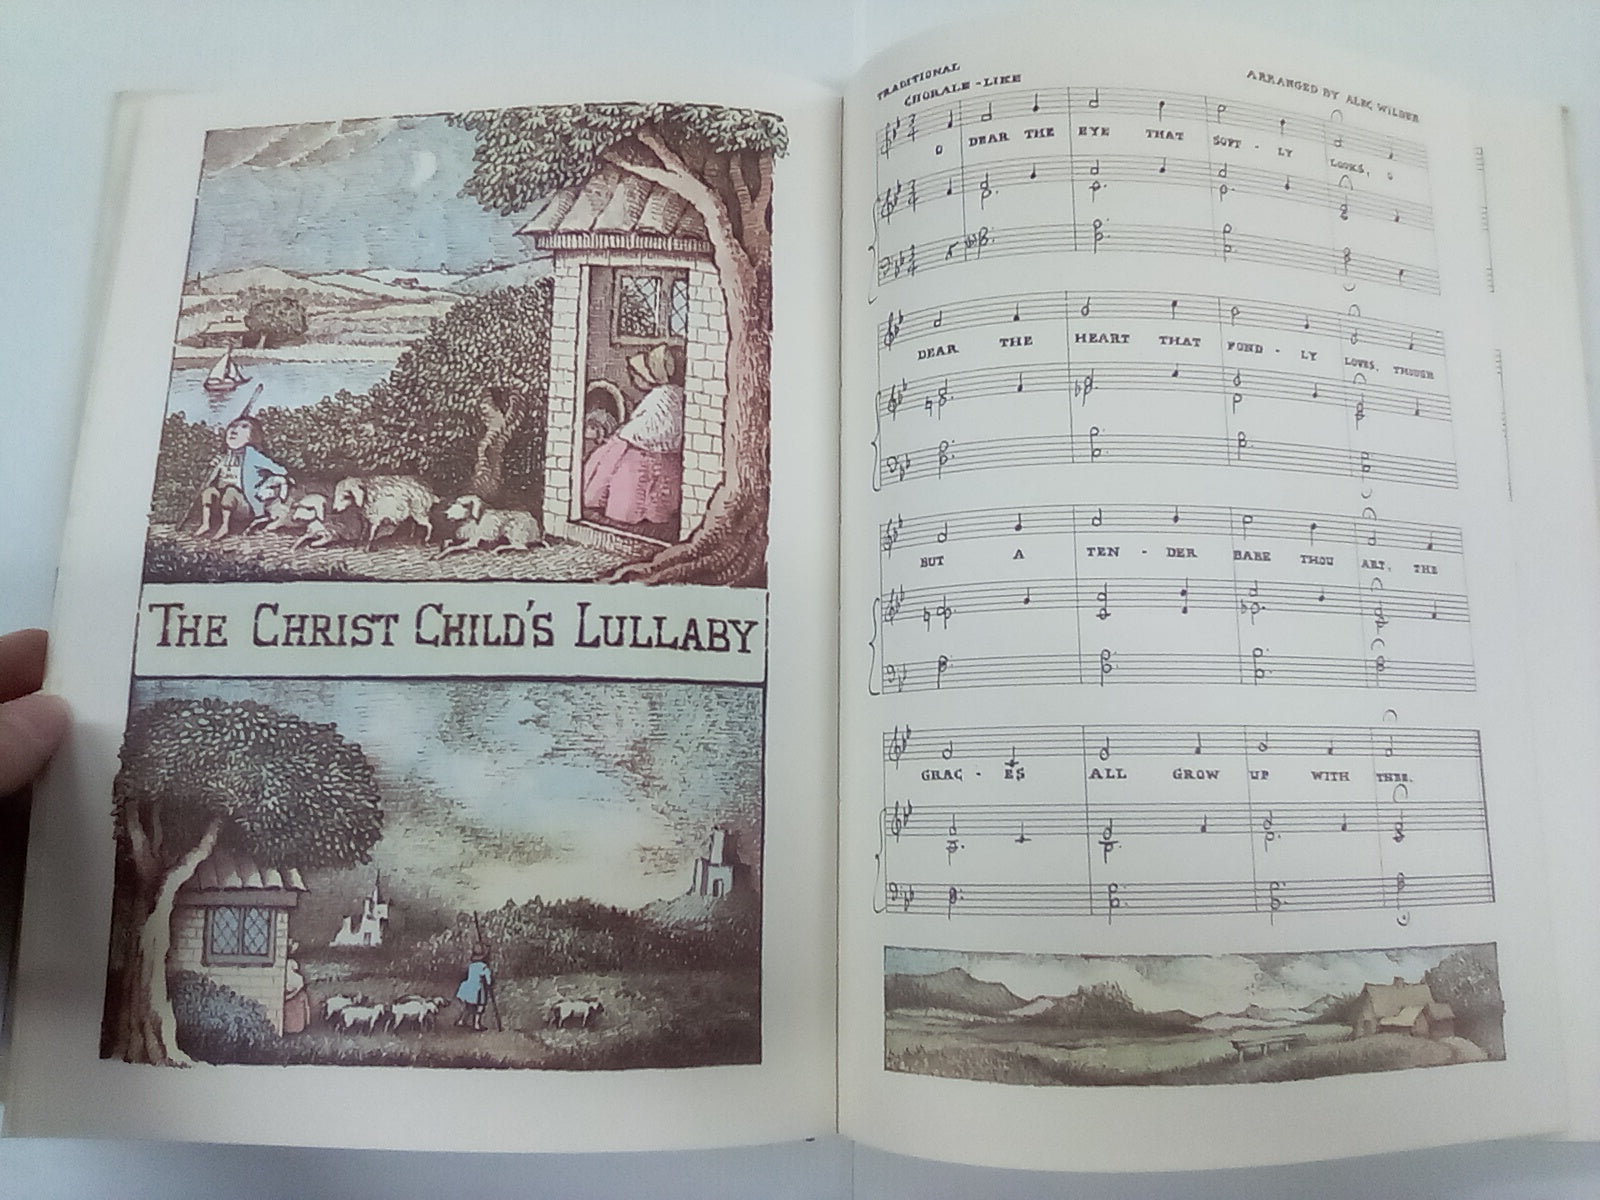 THE CHRIST CHILD'S LULLABY
TRADITIONAL
CHORALE-LIKE
ARRANGED BY ALEC WILDER
O DEAR THE EYE THAT SOFT - LY LOOKS, O
DEAR THE HEART THAT FOND - LY LOVES, THOUGH
BUT A TEN - DER BABE THOU ART, THE
GRAC - ES ALL GROW UP WITH THEE.